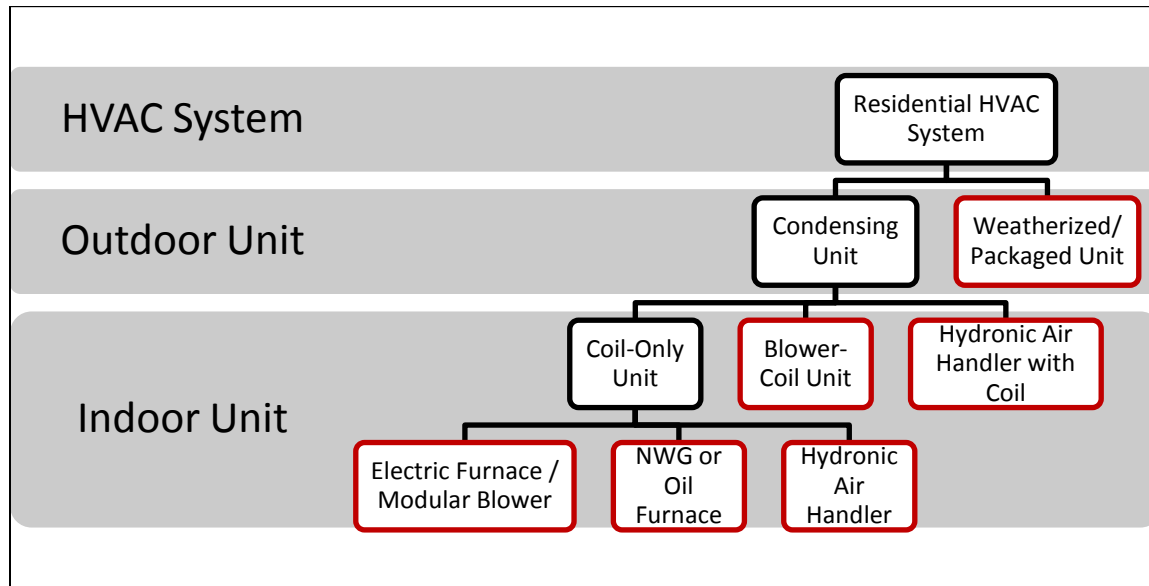 HVAC System
Residential HVAC
System
Outdoor Unit
Condensing
Unit
Weatherized/
Packaged Unit
Indoor Unit
Coil-Only
Unit
Blower-
Coil Unit
Hydronic Air
Handler with
Coil
Electric Furnace /
Modular Blower
NWG or
Oil
Furnace
Hydronic
Air
Handler